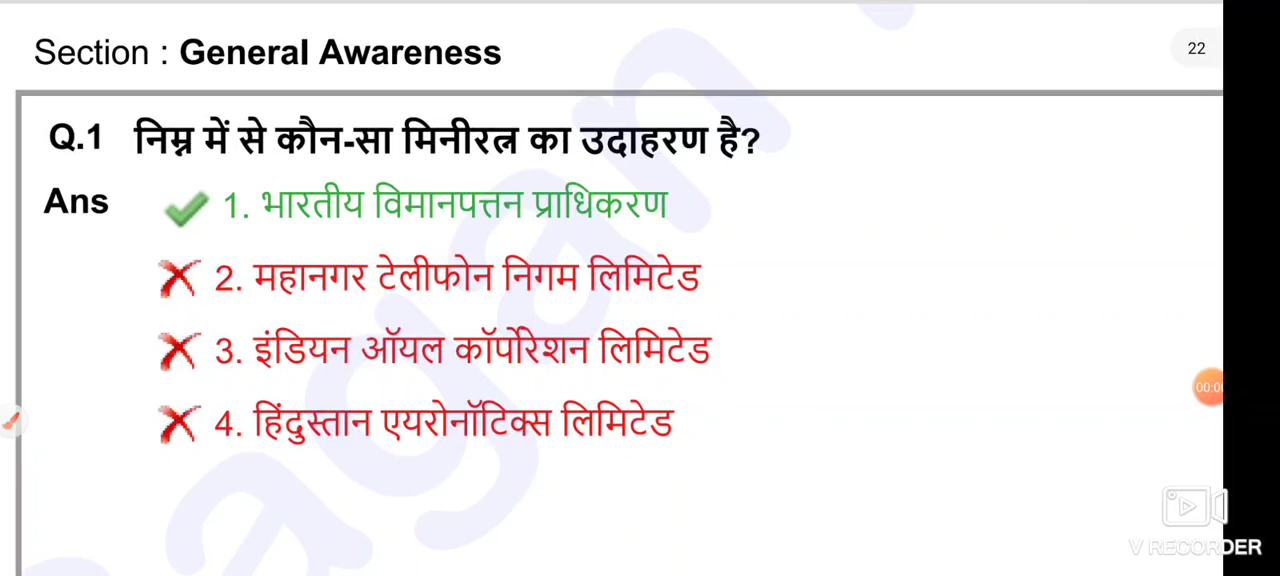 Section : General Awareness
22
Q.1 निम्न में से कौन-सा मिनीरत्न का उदाहरण है?
Ans 1. भारतीय विमानपत्तन प्राधिकरण
2. महानगर टेलीफोन निगम लिमिटेड
3. इंडियन ऑयल कॉर्पोरेशन लिमिटेड
4. हिंदुस्तान एयरोनॉटिक्स लिमिटेड
V RECORDER